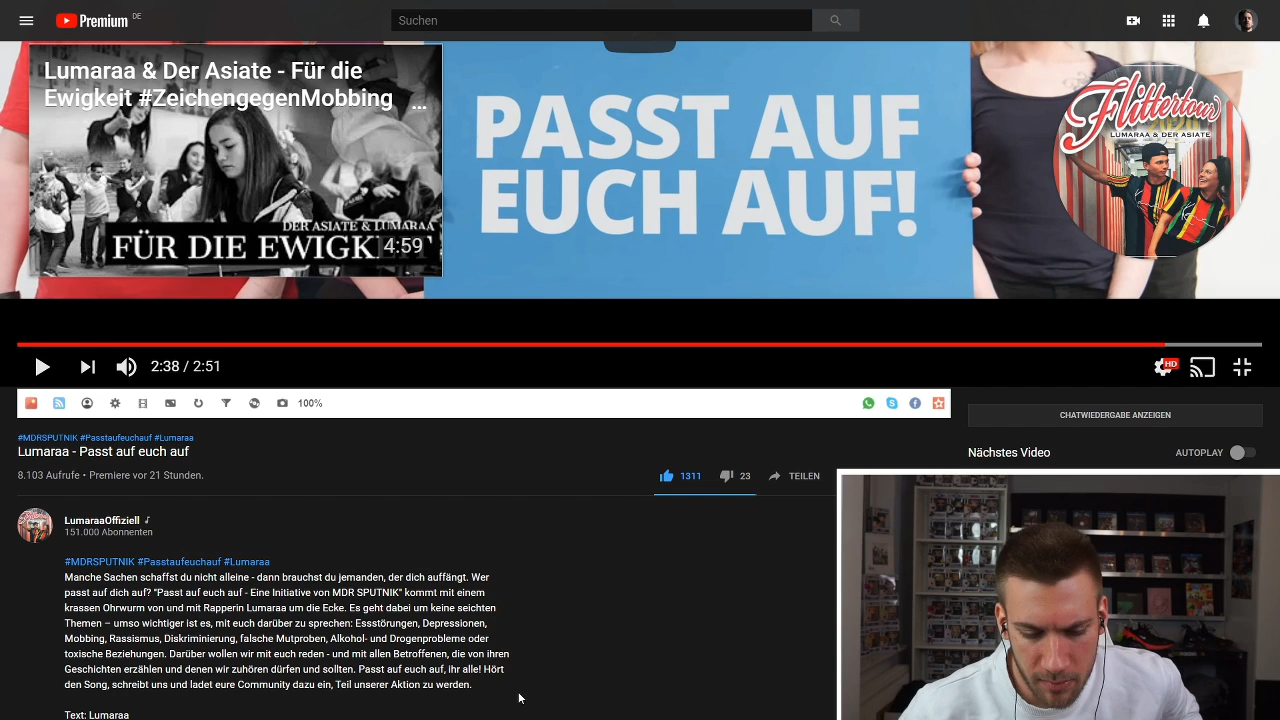 Premium DE
Suchen
Lumaraa & Der Asiate - Für die
Ewigkeit #ZeichengegenMobbing ...
DER ASIATE & LUMARAA
FÜR DIE
4:59
PASST AUF
EUCH AUF!
Flittertour
LUMARAA & DER ASIATE
2:38 / 2:51
HD
100%
CHATWIEDERGABE ANZEIGEN
#MDRSPUTNIK #Passtaufeuchauf #Lumaraa
Lumaraa - Passt auf euch auf
8.103 Aufrufe • Premiere vor 21 Stunden.
1311
23
TEILEN
Nächstes Video
AUTOPLAY
LumaraaOffiziell
151.000 Abonnenten
#MDRSPUTNIK #Passtaufeuchauf #Lumaraa
Manche Sachen schaffst du nicht alleine - dann brauchst du jemanden, der dich auffängt. Wer
passt auf dich auf? "Passt auf euch auf - Eine Initiative von MDR SPUTNIK" kommt mit einem
krassen Ohrwurm von und mit Rapperin Lumaraa um die Ecke. Es geht dabei um keine seichten
Themen – umso wichtiger ist es, mit euch darüber zu sprechen: Essstörungen, Depressionen,
Mobbing, Rassismus, Diskriminierung, falsche Mutproben, Alkohol- und Drogenprobleme oder
toxische Beziehungen. Darüber wollen wir mit euch reden - und mit allen Betroffenen, die von ihren
Geschichten erzählen und denen wir zuhören dürfen und sollten. Passt auf euch auf, ihr alle! Hört
den Song, schreibt uns und ladet eure Community dazu ein, Teil unserer Aktion zu werden.
Text: Lumaraa